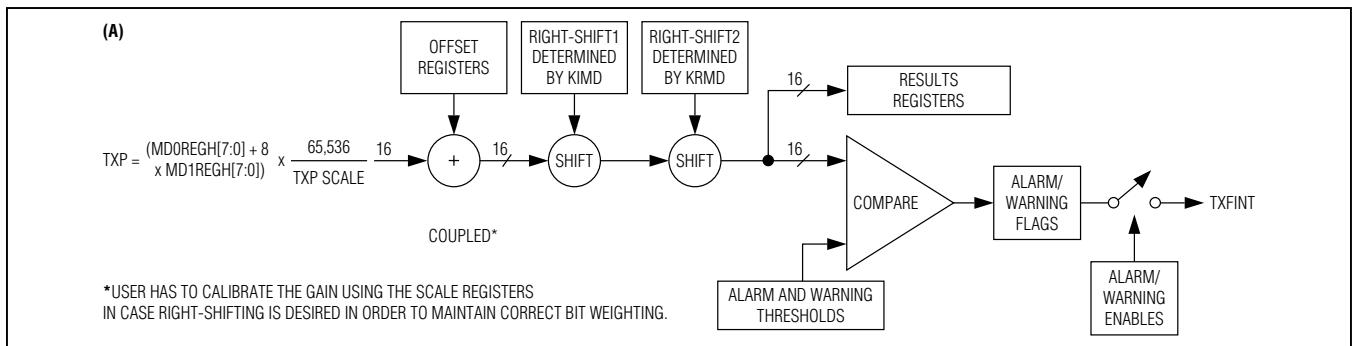 (A)
OFFSET
REGISTERS
RIGHT-SHIFT1
DETERMINED
BY KIMD
RIGHT-SHIFT2
DETERMINED
BY KRMD
16
RESULTS
REGISTERS
TXP = (MD0REGH[7:0] + 8
x MD1REGH[7:0]) x 65,536
TXP SCALE
16
+
16
SHIFT
SHIFT
16
COMPARE
ALARM/
WARNING
FLAGS
TXFINT
COUPLED*
ALARM AND WARNING
THRESHOLDS
ALARM/
WARNING
ENABLES
*USER HAS TO CALIBRATE THE GAIN USING THE SCALE REGISTERS
IN CASE RIGHT-SHIFTING IS DESIRED IN ORDER TO MAINTAIN CORRECT BIT WEIGHTING.